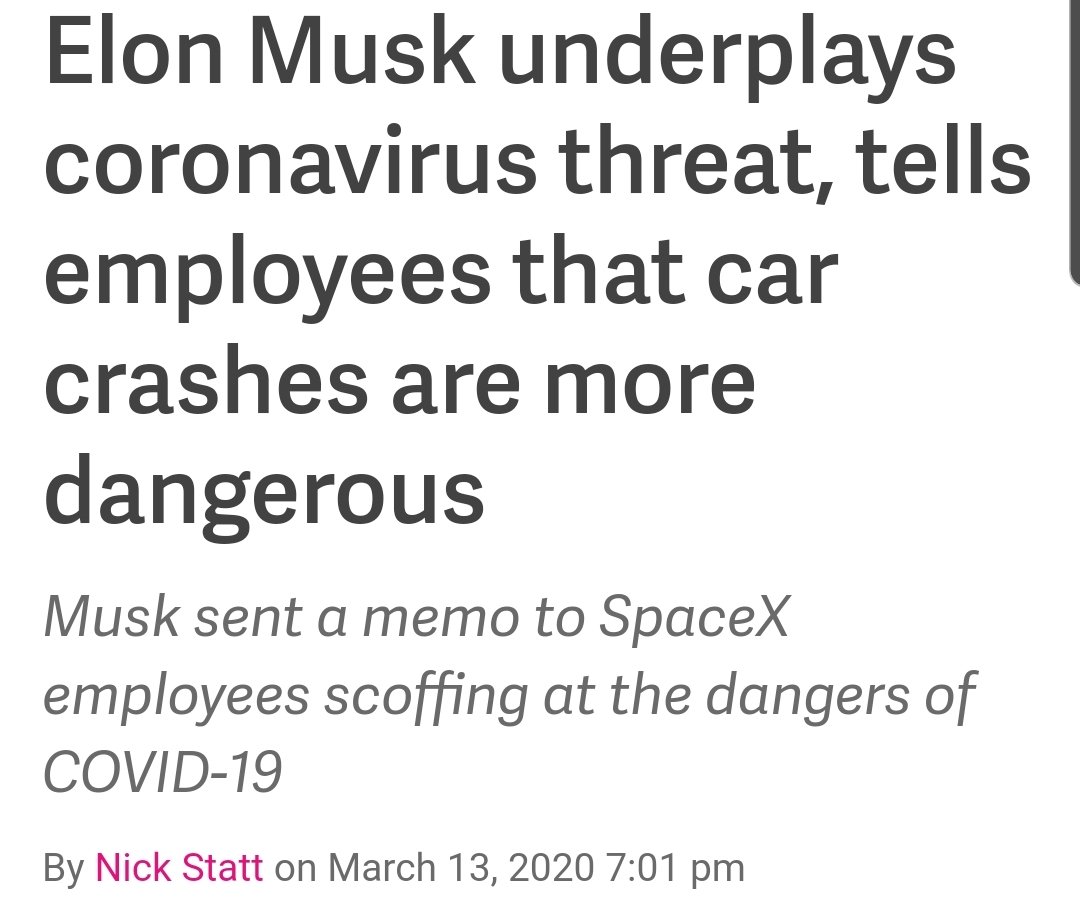 Elon Musk underplays
coronavirus threat, tells
employees that car
crashes are more
dangerous
Musk sent a memo to SpaceX
employees scoffing at the dangers of
COVID-19
By Nick Statt on March 13, 2020 7:01 pm